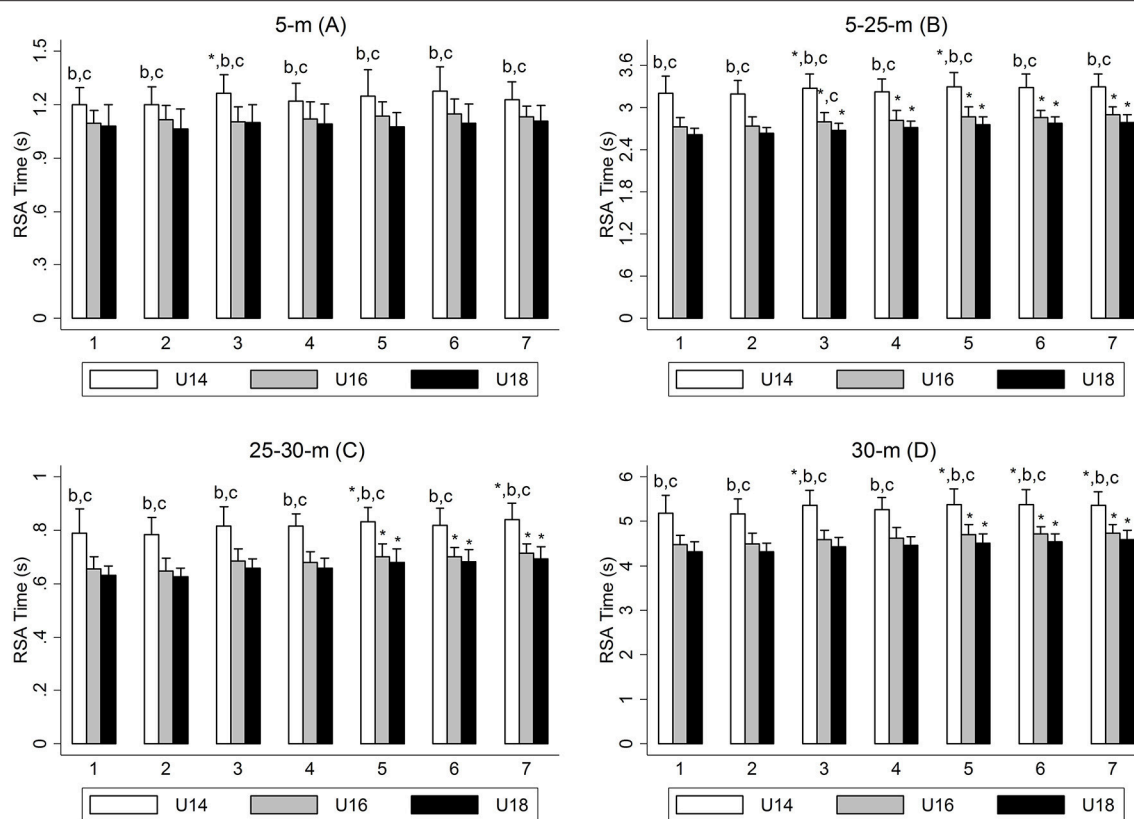 5-m (A)
RSA Time (s)
1.5
1.2
.9
.6
.3
0
b,c b,c *,b,c b,c b,c b,c b,c
1 2 3 4 5 6 7
U14 U16 U18
5-25-m (B)
RSA Time (s)
3.6
3
2.4
1.8
1.2
.6
0
b,c b,c *,b,c b,c *,b,c b,c b,c
*,c * * * * * * * * *
1 2 3 4 5 6 7
U14 U16 U18
25-30-m (C)
RSA Time (s)
1
.8
.6
.4
.2
0
b,c b,c b,c b,c *,b,c b,c *,b,c
* * * * * *
1 2 3 4 5 6 7
U14 U16 U18
30-m (D)
RSA Time (s)
6
5
4
3
2
1
0
b,c b,c *,b,c b,c *,b,c *,b,c *,b,c
* * * * * *
1 2 3 4 5 6 7
U14 U16 U18